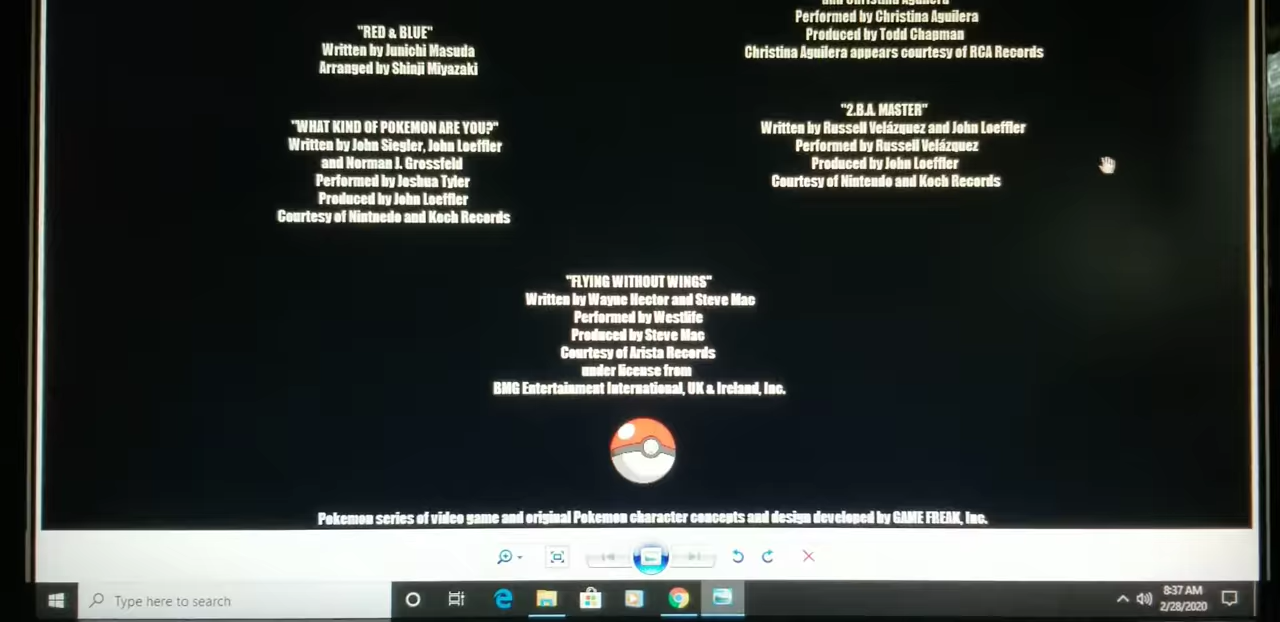 "RED & BLUE"
Written by Junichi Masuda
Arranged by Shinji Miyazaki
"WHAT KIND OF POKEMON ARE YOU?"
Written by John Siegler, John Loeffler
and Norman J. Grossfeld
Performed by Joshua Tyler
Produced by John Loeffler
Courtesy of Nintnedo and Koch Records
and Christina Aguilera
Performed by Christina Aguilera
Produced by Todd Chapman
Christina Aguilera appears courtesy of RCA Records
"2.B.A. MASTER"
Written by Russell Velázquez and John Loeffler
Performed by Russell Velázquez
Produced by John Loeffler
Courtesy of Nintendo and Koch Records
"FLYING WITHOUT WINGS"
Written by Wayne Hector and Steve Mac
Performed by Westlife
Produced by Steve Mac
Courtesy of Arista Records
under license from
BMG Entertainment International, UK & Ireland, Inc.
Pokemon series of video game and original Pokemon character concepts and design developed by GAME FREAK, Inc.
Type here to search
8:37 AM
2/28/2020